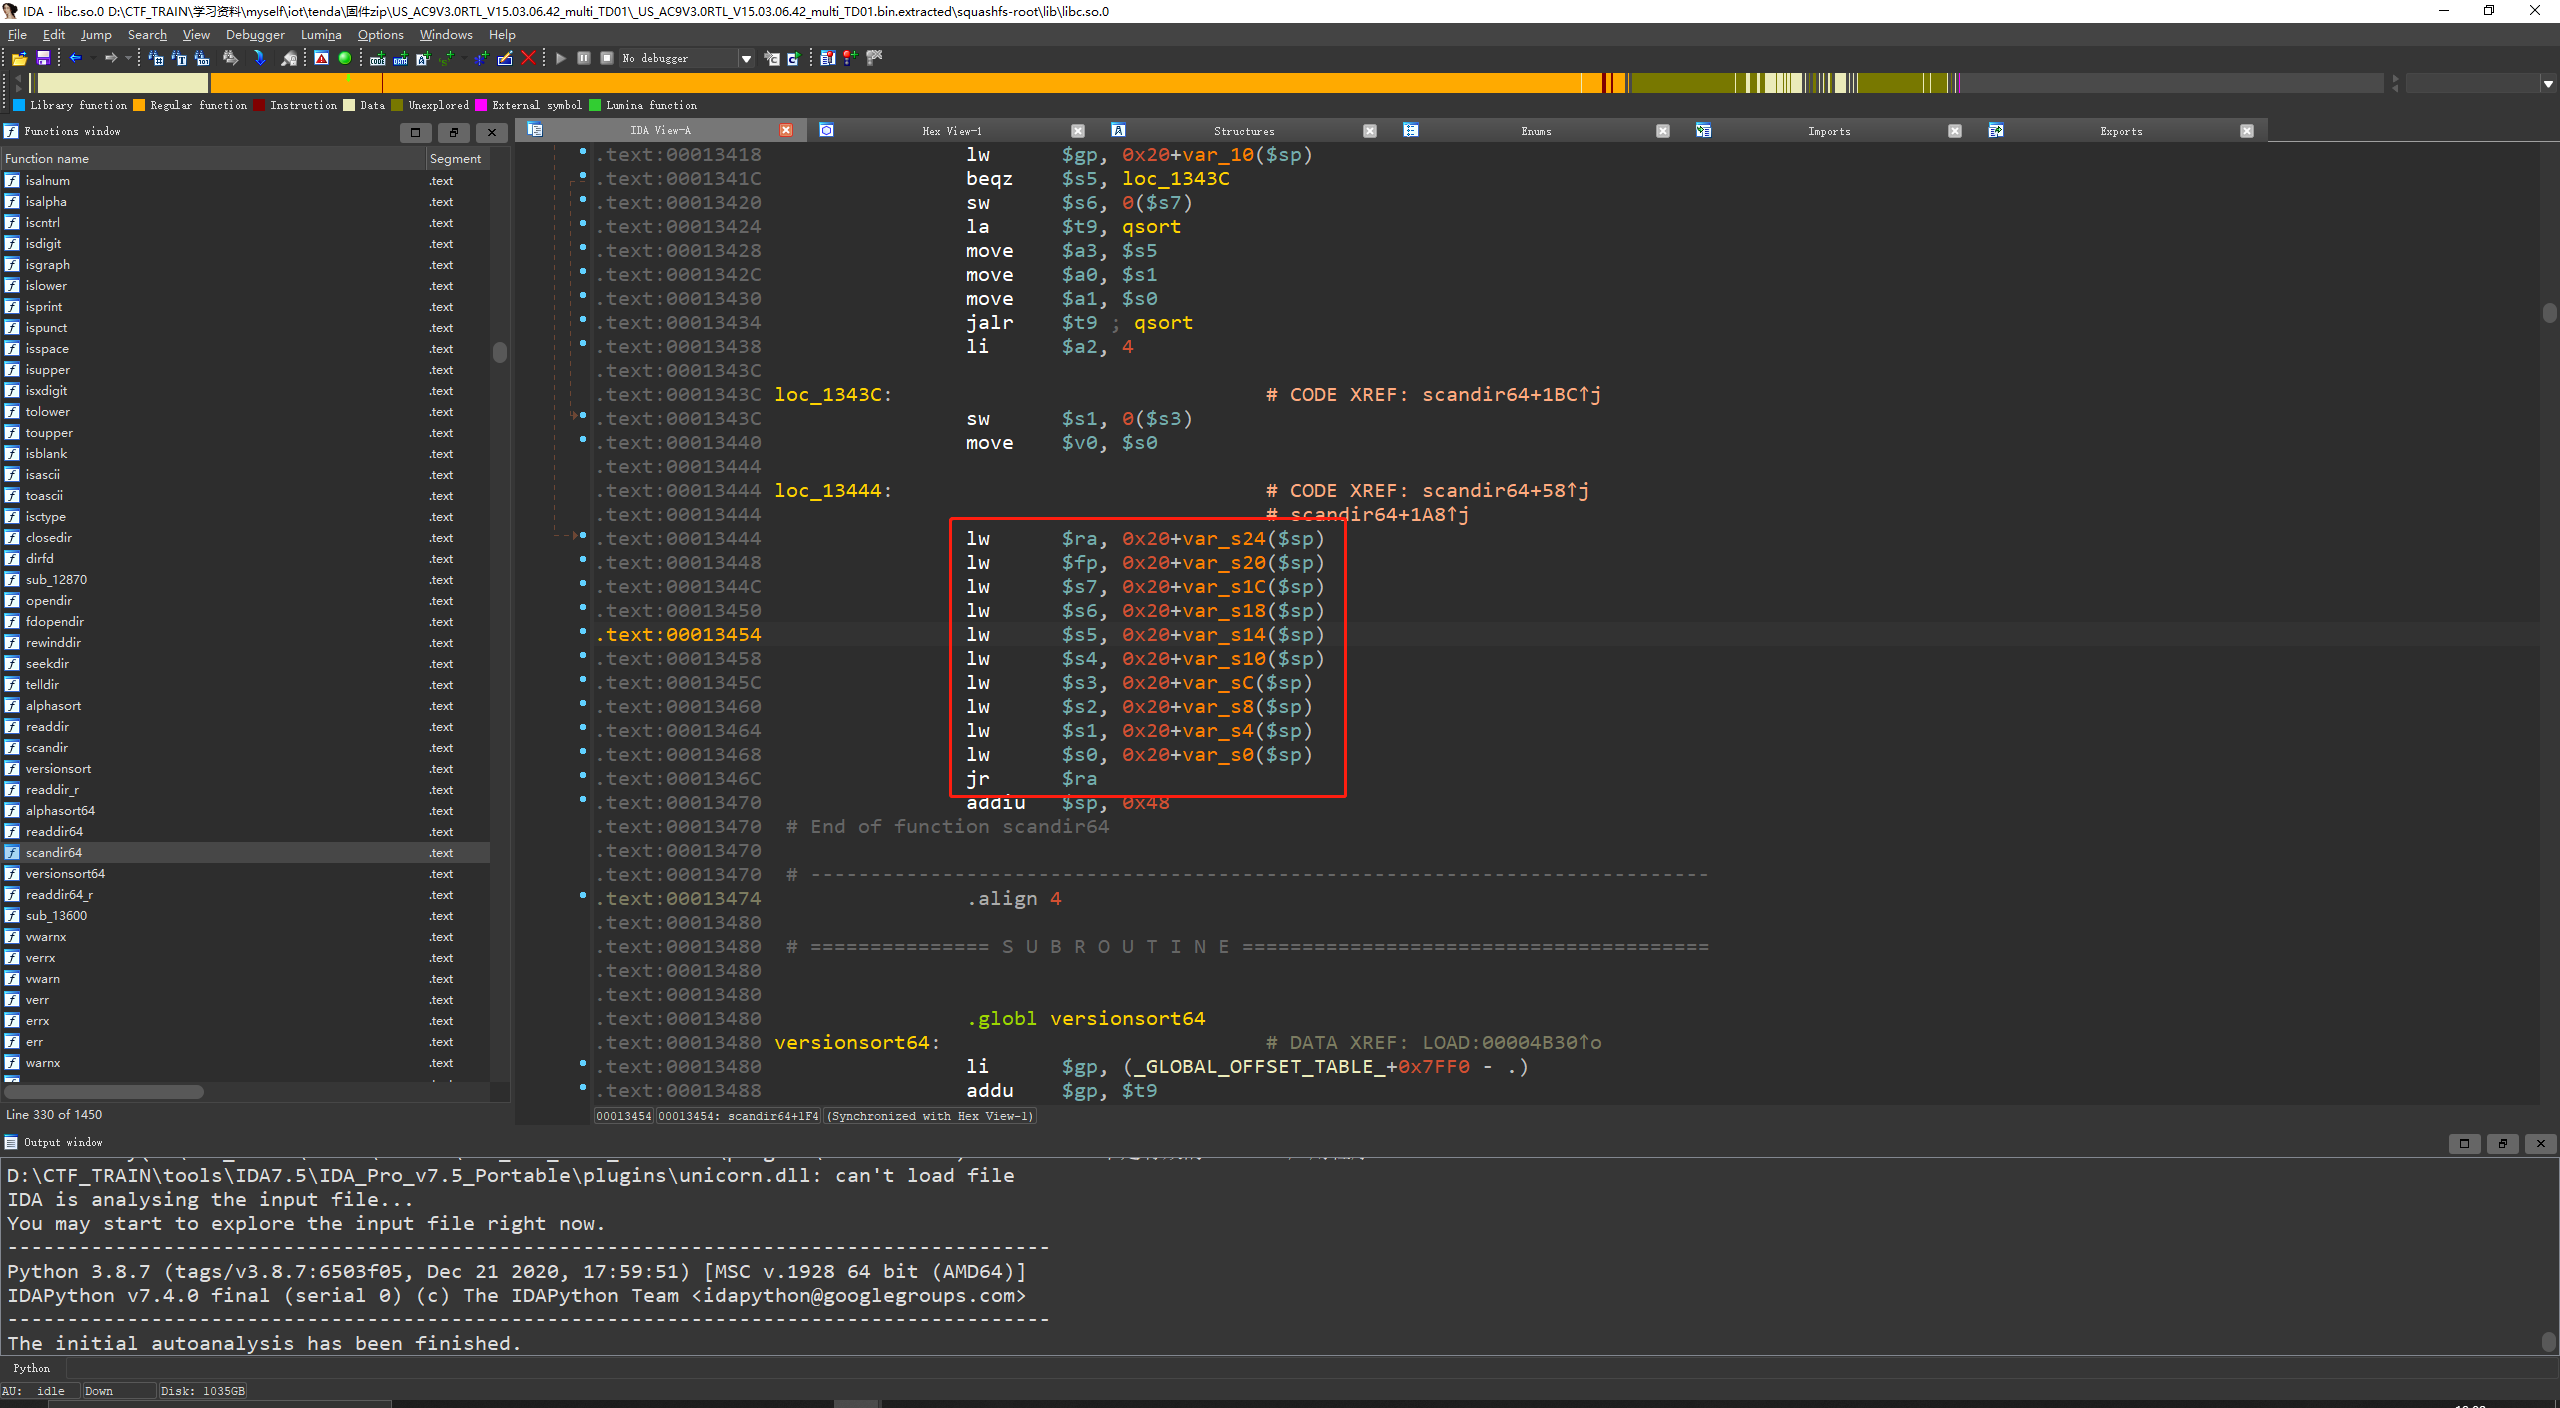 IDA - libc.so.0 D:\CTF_TRAIN\学习资料\myself\iot\tenda\固件zip\US_AC9V3.0RTL_V15.03.06.42_multi_TD01\_US_AC9V3.0RTL_V15.03.06.42_multi_TD01.bin.extracted\squashfs-root\lib\libc.so.0
File Edit Jump Search View Debugger Lumina Options Windows Help
No debugger
Library function Regular function Instruction Data Unexplored External symbol Lumina function
Functions window
Function name Segment
isalnum .text
isalpha .text
iscntrl .text
isdigit .text
isgraph .text
islower .text
isprint .text
ispunct .text
isspace .text
isupper .text
isxdigit .text
tolower .text
toupper .text
isblank .text
isascii .text
toascii .text
isctype .text
closedir .text
dirfd .text
sub_12870 .text
opendir .text
fdopendir .text
rewinddir .text
seekdir .text
telldir .text
alphasort .text
readdir .text
scandir .text
versionsort .text
readdir_r .text
alphasort64 .text
readdir64 .text
scandir64 .text
versionsort64 .text
readdir64_r .text
sub_13600 .text
vwarnx .text
verrx .text
vwarn .text
verr .text
errx .text
err .text
warnx .text
Line 330 of 1450
IDA View-A Hex View-1 Structures Enums Imports Exports
.text:00013418 lw $gp, 0x20+var_10($sp)
.text:0001341C beqz $s5, loc_1343C
.text:00013420 sw $s6, 0($s7)
.text:00013424 la $t9, qsort
.text:00013428 move $a3, $s5
.text:0001342C move $a0, $s1
.text:00013430 move $a1, $s0
.text:00013434 jalr $t9 ; qsort
.text:00013438 li $a2, 4
.text:0001343C
.text:0001343C loc_1343C: # CODE XREF: scandir64+1BC↑j
.text:0001343C sw $s1, 0($s3)
.text:00013440 move $v0, $s0
.text:00013444
.text:00013444 loc_13444: # CODE XREF: scandir64+58↑j
.text:00013444 # scandir64+1A8↑j
.text:00013444 lw $ra, 0x20+var_s24($sp)
.text:00013448 lw $fp, 0x20+var_s20($sp)
.text:0001344C lw $s7, 0x20+var_s1C($sp)
.text:00013450 lw $s6, 0x20+var_s18($sp)
.text:00013454 lw $s5, 0x20+var_s14($sp)
.text:00013458 lw $s4, 0x20+var_s10($sp)
.text:0001345C lw $s3, 0x20+var_sC($sp)
.text:00013460 lw $s2, 0x20+var_s8($sp)
.text:00013464 lw $s1, 0x20+var_s4($sp)
.text:00013468 lw $s0, 0x20+var_s0($sp)
.text:0001346C jr $ra
.text:00013470 addiu $sp, 0x48
.text:00013470 # End of function scandir64
.text:00013470
.text:00013470 # ---------------------------------------------------------------------------
.text:00013474 .align 4
.text:00013480
.text:00013480 # =============== S U B R O U T I N E =======================================
.text:00013480
.text:00013480
.text:00013480 .globl versionsort64
.text:00013480 versionsort64: # DATA XREF: LOAD:00004B30↑o
.text:00013480 li $gp, (_GLOBAL_OFFSET_TABLE_+0x7FF0 - .)
.text:00013488 addu $gp, $t9
00013454 00013454: scandir64+1F4 (Synchronized with Hex View-1)
Output window
D:\CTF_TRAIN\tools\IDA7.5\IDA_Pro_v7.5_Portable\plugins\unicorn.dll: can't load file
IDA is analysing the input file...
You may start to explore the input file right now.
---------------------------------------------------------------------------------------
Python 3.8.7 (tags/v3.8.7:6503f05, Dec 21 2020, 17:59:51) [MSC v.1928 64 bit (AMD64)]
IDAPython v7.4.0 final (serial 0) (c) The IDAPython Team <idapython@googlegroups.com>
---------------------------------------------------------------------------------------
The initial autoanalysis has been finished.
Python
AU: idle Down Disk: 1035GB